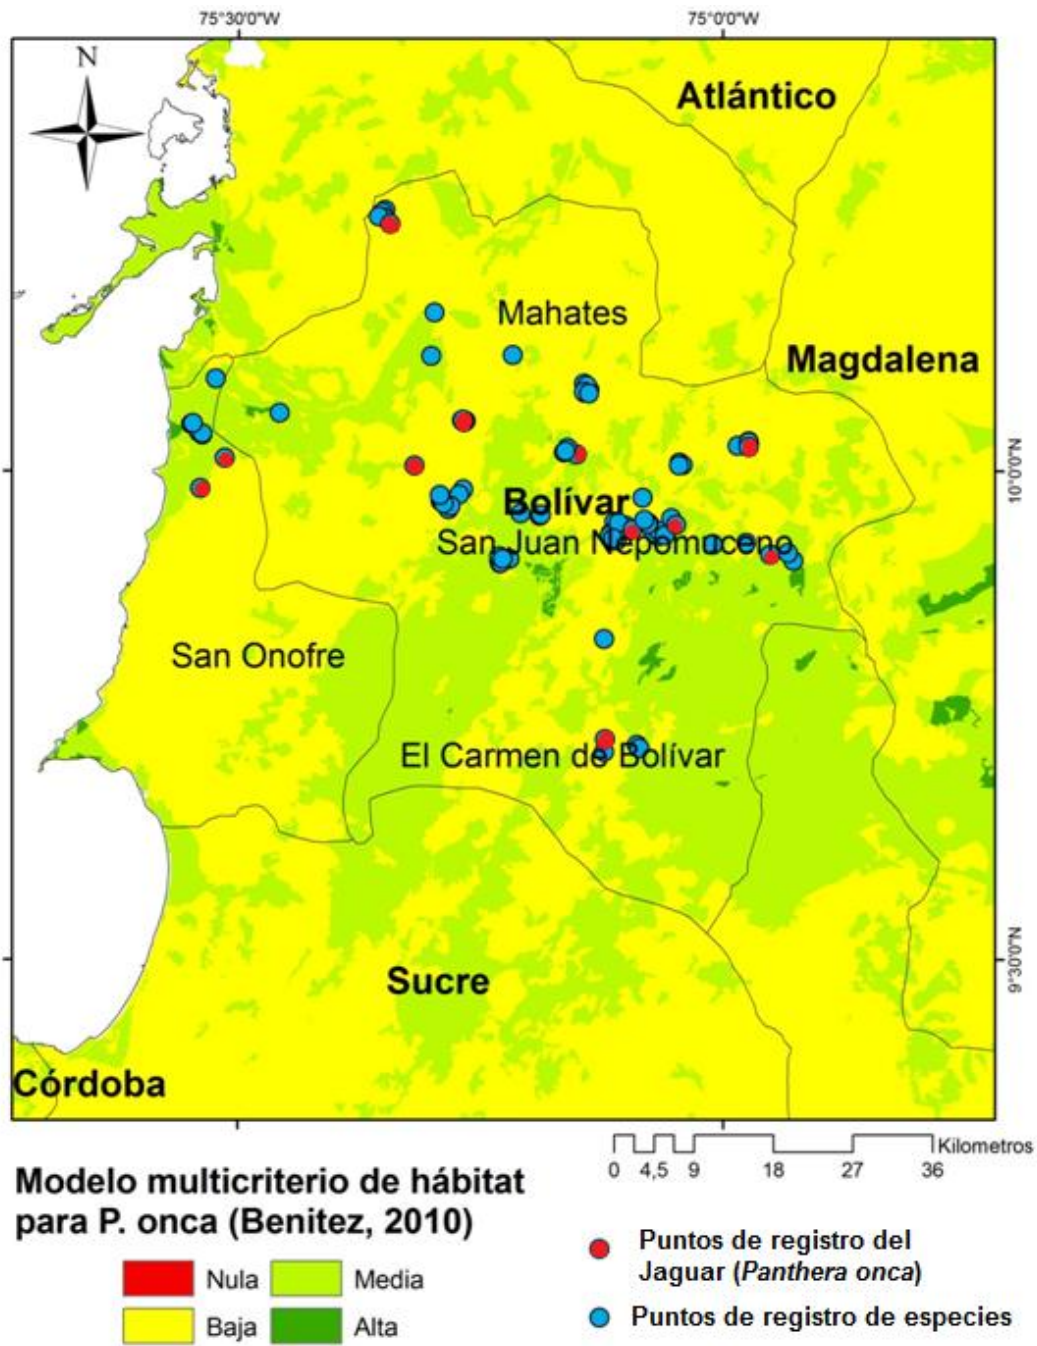 75°30'0"W
75°0'0"W
N
Atlántico
Mahates
Magdalena
10°0'0"N
Bolívar
San Juan Nepomuceno
San Onofre
El Carmen de Bolívar
9°30'0"N
Sucre
Córdoba
Kilometros
0 4,5 9 18 27 36
Modelo multicriterio de hábitat
para P. onca (Benitez, 2010)
Nula Media
Baja Alta
Puntos de registro del
Jaguar (Panthera onca)
Puntos de registro de especies